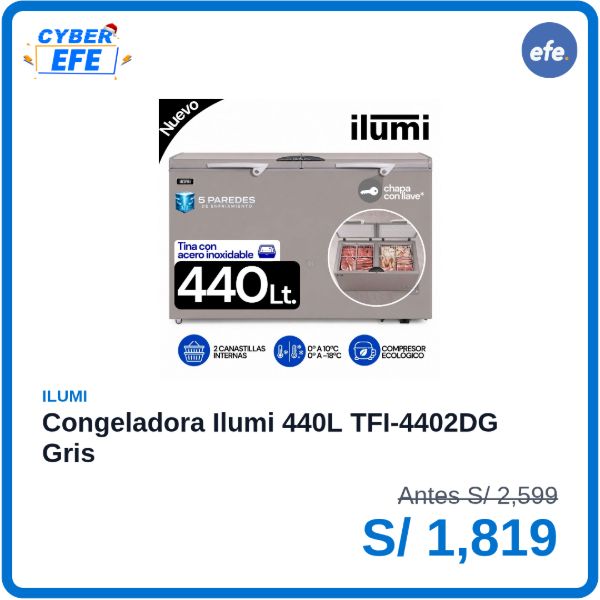 CYBER
EFE
efe.
Nuevo
ilumi
5 PAREDES
DE ENFRIAMIENTO
chapa
con llave*
Tina con
acero inoxidable
440Lt.
2 CANASTILLAS
INTERNAS
0° A 10°C
0° A –18°C
COMPRESOR
ECOLÓGICO
ILUMI
Congeladora Ilumi 440L TFI-4402DG
Gris
Antes S/ 2,599
S/ 1,819